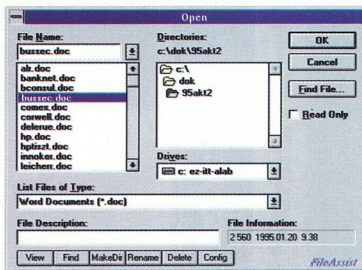 Open
File Name:
bussec.doc
alr.doc
banknet.doc
bconsul.doc
bussec.doc
comex.doc
corwell.doc
delerue.doc
hp.doc
hptiszt.doc
innoker.doc
leicherr.doc
Directories:
c:\dok\95akt2
c:\
dok
95akt2
OK
Cancel
Find File...
Read Only
Drives:
c: ez-itt-alab
List Files of Type:
Word Documents (*.doc)
File Description:
File Information:
2 560 1995.01.20 9.38
View Find MakeDir Rename Delete Config
FileAssist